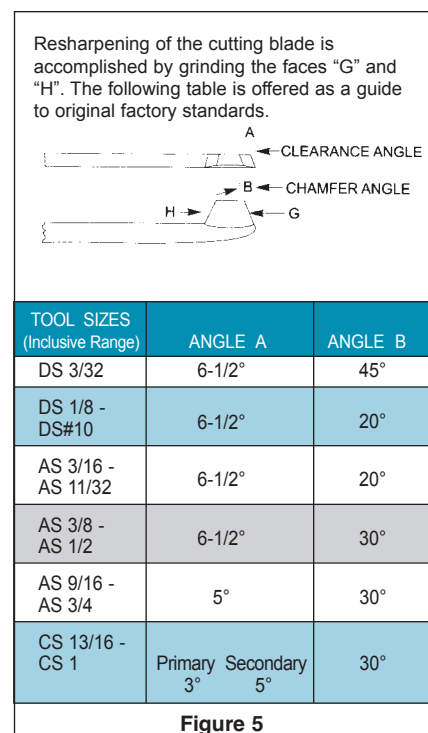 Resharpening of the cutting blade is
accomplished by grinding the faces “G” and
“H”. The following table is offered as a guide
to original factory standards.
A
CLEARANCE ANGLE
B CHAMFER ANGLE
H G
TOOL SIZES
(Inclusive Range) ANGLE A ANGLE B
DS 3/32 6-1/2° 45°
DS 1/8 -
DS#10 6-1/2° 20°
AS 3/16 -
AS 11/32 6-1/2° 20°
AS 3/8 -
AS 1/2 6-1/2° 30°
AS 9/16 -
AS 3/4 5° 30°
CS 13/16 -
CS 1 Primary Secondary 30°
3° 5°
Figure 5